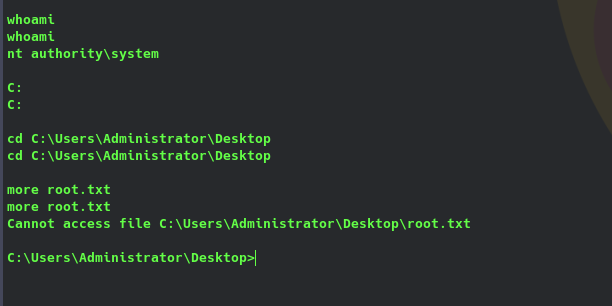 whoami
whoami
nt authority\system
C:
C:
cd C:\Users\Administrator\Desktop
cd C:\Users\Administrator\Desktop
more root.txt
more root.txt
Cannot access file C:\Users\Administrator\Desktop\root.txt
C:\Users\Administrator\Desktop>